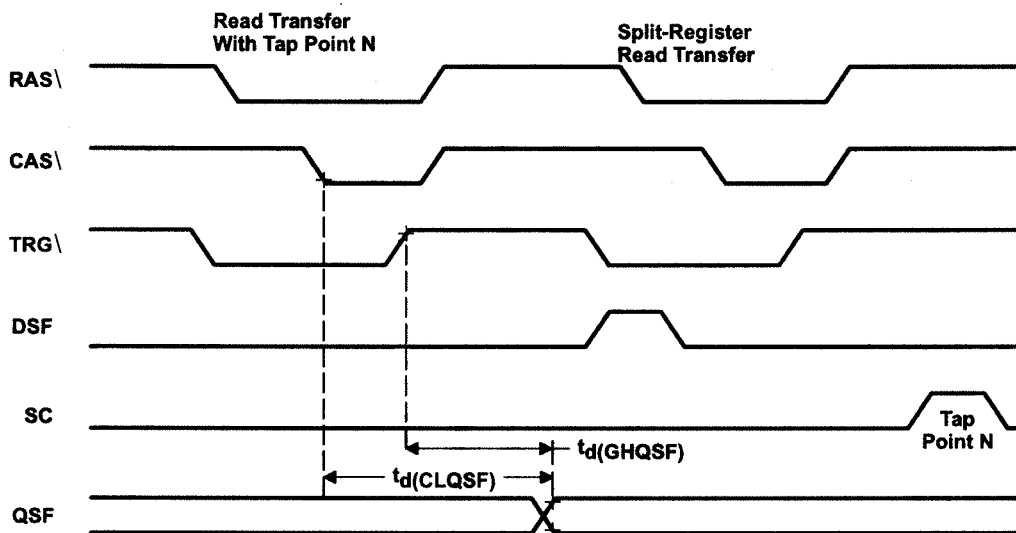 Read Transfer
With Tap Point N
Split-Register
Read Transfer
RAS\
CAS\
TRG\
DSF
SC
Tap
Point N
td(GHQSF)
td(CLQSF)
QSF